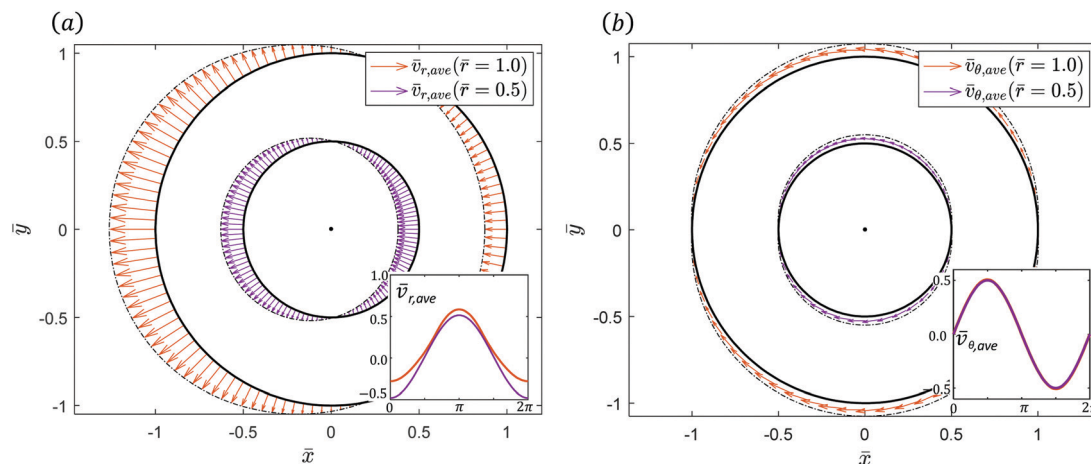 (a)
1
0.5
0
-0.5
-1
ȳ
-1
-0.5
0
0.5
1
x̄
v̄r,ave(r̄ = 1.0)
v̄r,ave(r̄ = 0.5)
v̄r,ave
1.0
0.5
0.0
−0.5
0
π
2π
(b)
1
0.5
0
-0.5
-1
ȳ
-1
-0.5
0
0.5
1
x̄
v̄θ,ave(r̄ = 1.0)
v̄θ,ave(r̄ = 0.5)
v̄θ,ave
0.5
0.0
-0.5
0
π